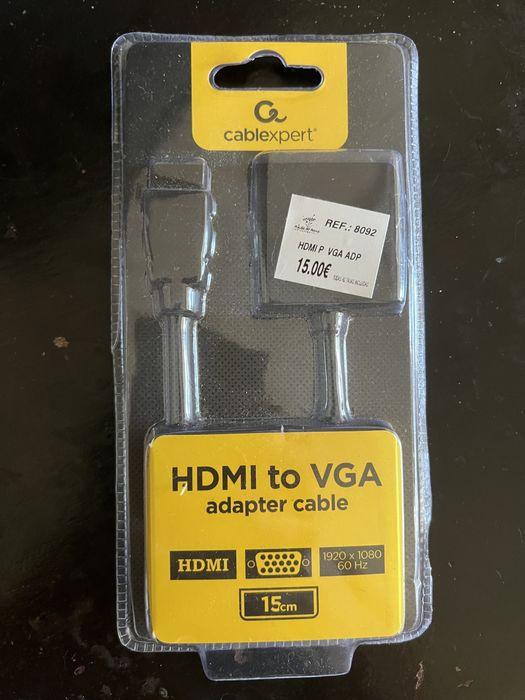 cablexpert®
REF.: 8092
HDMI P VGA ADP
15.00€
HDMI to VGA
adapter cable
HDMI
1920 x 1080
60 Hz
15cm